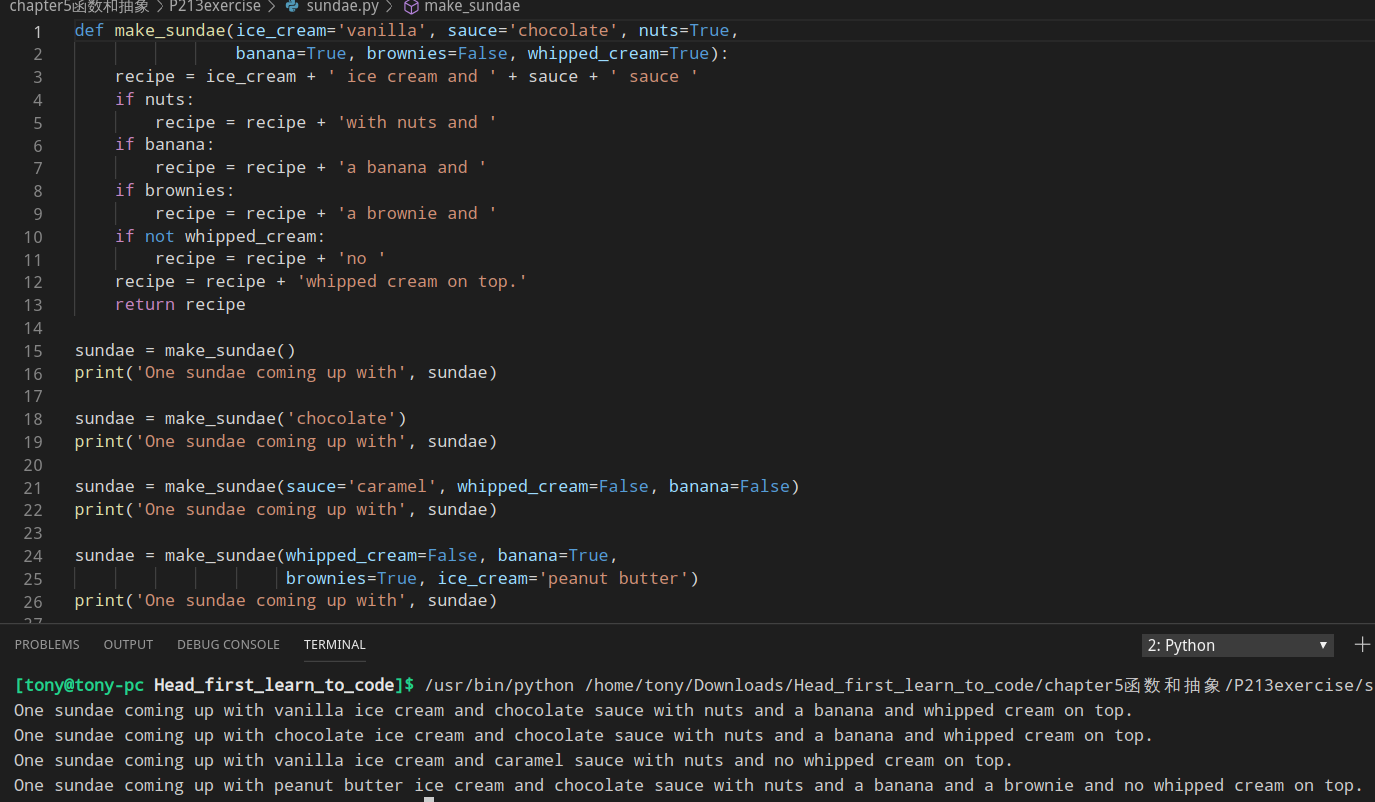 chapter5函数和抽象 > P213exercise > sundae.py > make_sundae
1 def make_sundae(ice_cream='vanilla', sauce='chocolate', nuts=True,
2                 banana=True, brownies=False, whipped_cream=True):
3     recipe = ice_cream + ' ice cream and ' + sauce + ' sauce '
4     if nuts:
5         recipe = recipe + 'with nuts and '
6     if banana:
7         recipe = recipe + 'a banana and '
8     if brownies:
9         recipe = recipe + 'a brownie and '
10     if not whipped_cream:
11         recipe = recipe + 'no '
12     recipe = recipe + 'whipped cream on top.'
13     return recipe
14
15 sundae = make_sundae()
16 print('One sundae coming up with', sundae)
17
18 sundae = make_sundae('chocolate')
19 print('One sundae coming up with', sundae)
20
21 sundae = make_sundae(sauce='caramel', whipped_cream=False, banana=False)
22 print('One sundae coming up with', sundae)
23
24 sundae = make_sundae(whipped_cream=False, banana=True,
25                      brownies=True, ice_cream='peanut butter')
26 print('One sundae coming up with', sundae)
27
PROBLEMS OUTPUT DEBUG CONSOLE TERMINAL 2: Python
[tony@tony-pc Head_first_learn_to_code]$ /usr/bin/python /home/tony/Downloads/Head_first_learn_to_code/chapter5函数和抽象/P213exercise/s
One sundae coming up with vanilla ice cream and chocolate sauce with nuts and a banana and whipped cream on top.
One sundae coming up with chocolate ice cream and chocolate sauce with nuts and a banana and whipped cream on top.
One sundae coming up with vanilla ice cream and caramel sauce with nuts and no whipped cream on top.
One sundae coming up with peanut butter ice cream and chocolate sauce with nuts and a banana and a brownie and no whipped cream on top.